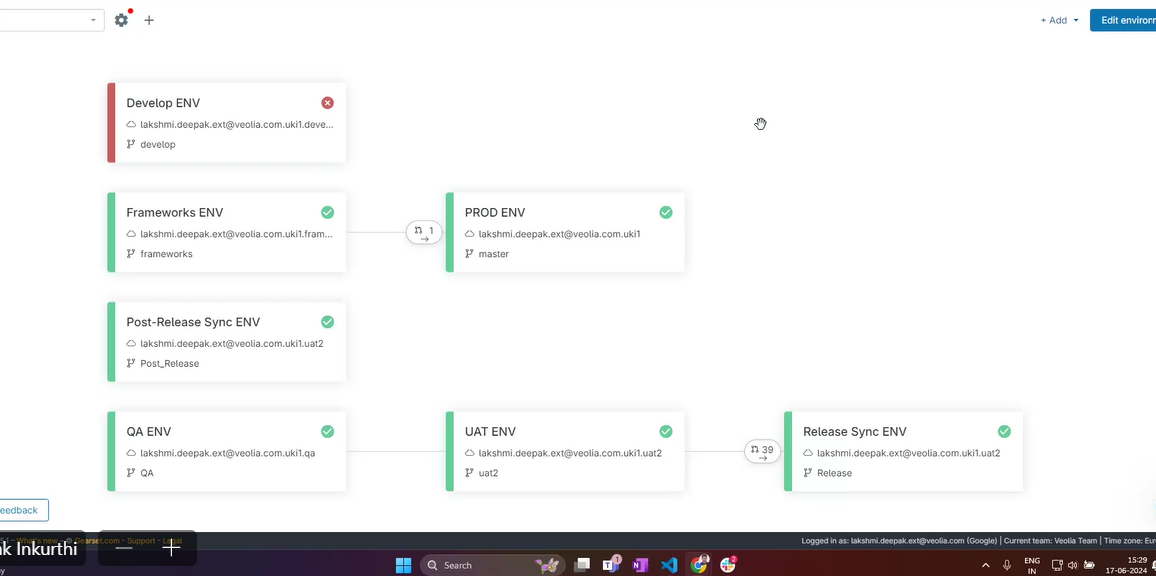 + Add
Edit environ
Develop ENV
lakshmi.deepak.ext@veolia.com.uki1.deve...
develop
Frameworks ENV
lakshmi.deepak.ext@veolia.com.uki1.fram...
frameworks
1
PROD ENV
lakshmi.deepak.ext@veolia.com.uki1
master
Post-Release Sync ENV
lakshmi.deepak.ext@veolia.com.uki1.uat2
Post_Release
QA ENV
lakshmi.deepak.ext@veolia.com.uki1.qa
QA
UAT ENV
lakshmi.deepak.ext@veolia.com.uki1.uat2
uat2
39
Release Sync ENV
lakshmi.deepak.ext@veolia.com.uki1.uat2
Release
eedback
What's new - © Gearset.com - Support - Legal
Logged in as: lakshmi.deepak.ext@veolia.com (Google) | Current team: Veolia Team | Time zone: Eur
ak Inkurthi
Search
1
2
ENG
IN
15:29
17-06-2024